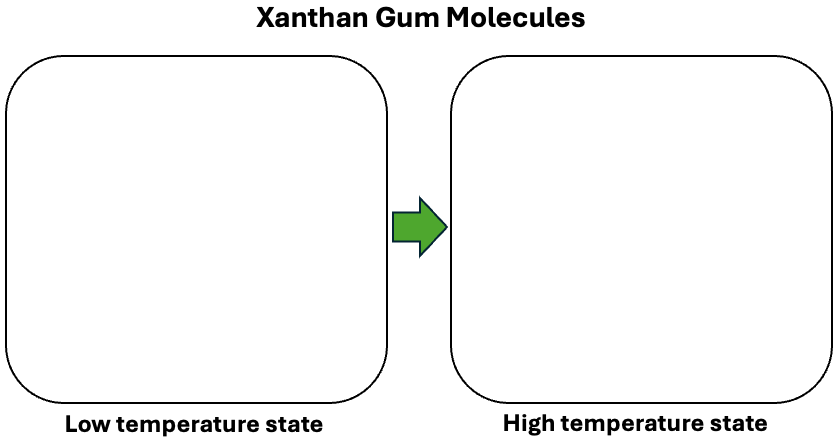 Xanthan Gum Molecules
Low temperature state
High temperature state